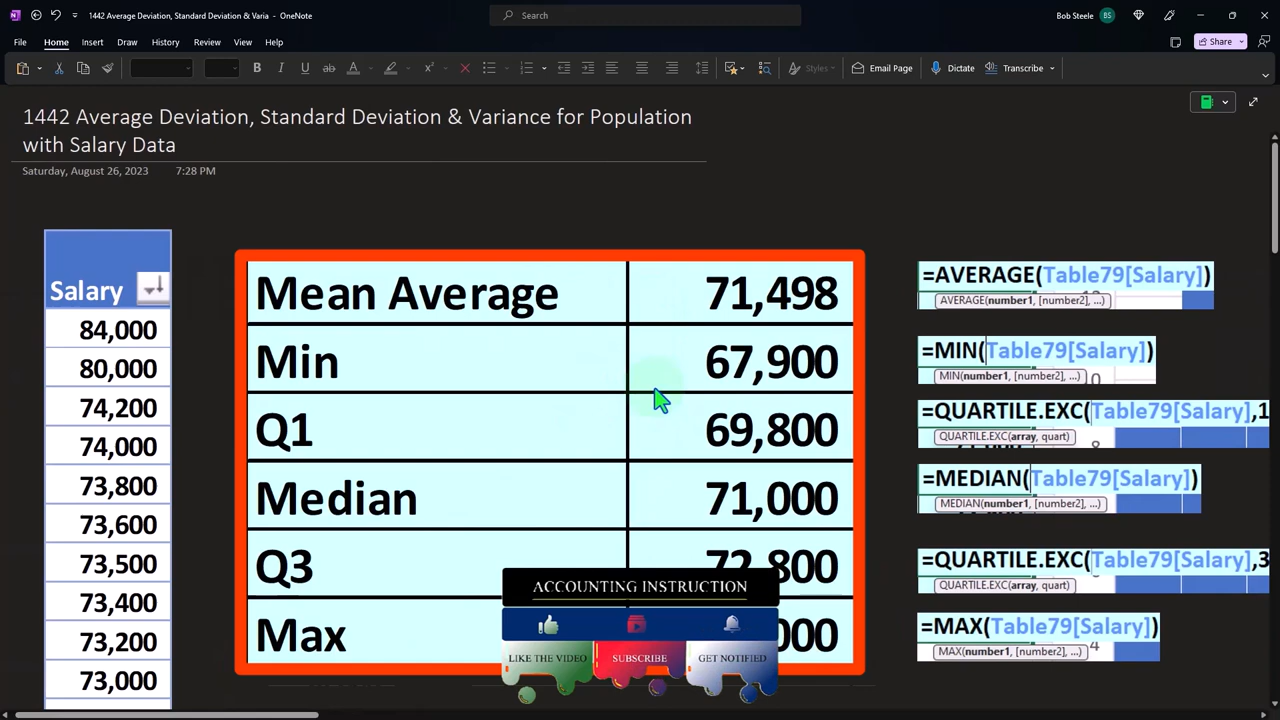 1442 Average Deviation, Standard Deviation & Varia - OneNote
Search
Bob Steele
BS
File
Home
Insert
Draw
History
Review
View
Help
Share
Email Page
Dictate
Transcribe
Styles
1442 Average Deviation, Standard Deviation & Variance for Population
with Salary Data
Saturday, August 26, 2023
7:28 PM
Salary
84,000
80,000
74,200
74,000
73,800
73,600
73,500
73,400
73,200
73,000
Mean Average 71,498
Min 67,900
Q1 69,800
Median 71,000
Q3 72,800
Max 000
=AVERAGE(Table79[Salary])
AVERAGE(number1, [number2], ...)
=MIN(Table79[Salary])
MIN(number1, [number2], ...)
=QUARTILE.EXC(Table79[Salary],1
QUARTILE.EXC(array, quart)
=MEDIAN(Table79[Salary])
MEDIAN(number1, [number2], ...)
=QUARTILE.EXC(Table79[Salary],3
QUARTILE.EXC(array, quart)
=MAX(Table79[Salary])
MAX(number1, [number2], ...)
ACCOUNTING INSTRUCTION
LIKE THE VIDEO
SUBSCRIBE
GET NOTIFIED